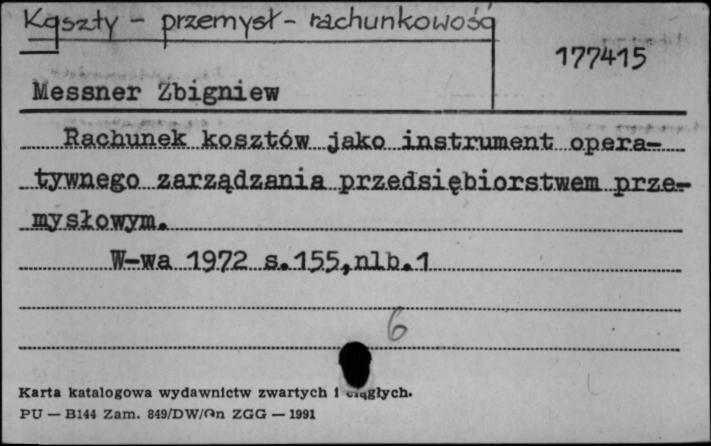 Koszty - przemysł - rachunkowość
177415
Messner Zbigniew
Rachunek kosztów jako instrument opera-
tywnego zarządzania przedsiębiorstwem prze-
mysłowym.
W-wa 1972 s.155,nlb.1
6
Karta katalogowa wydawnictw zwartych i ciągłych.
PU — B144 Zam. 849/DW/On ZGG — 1991